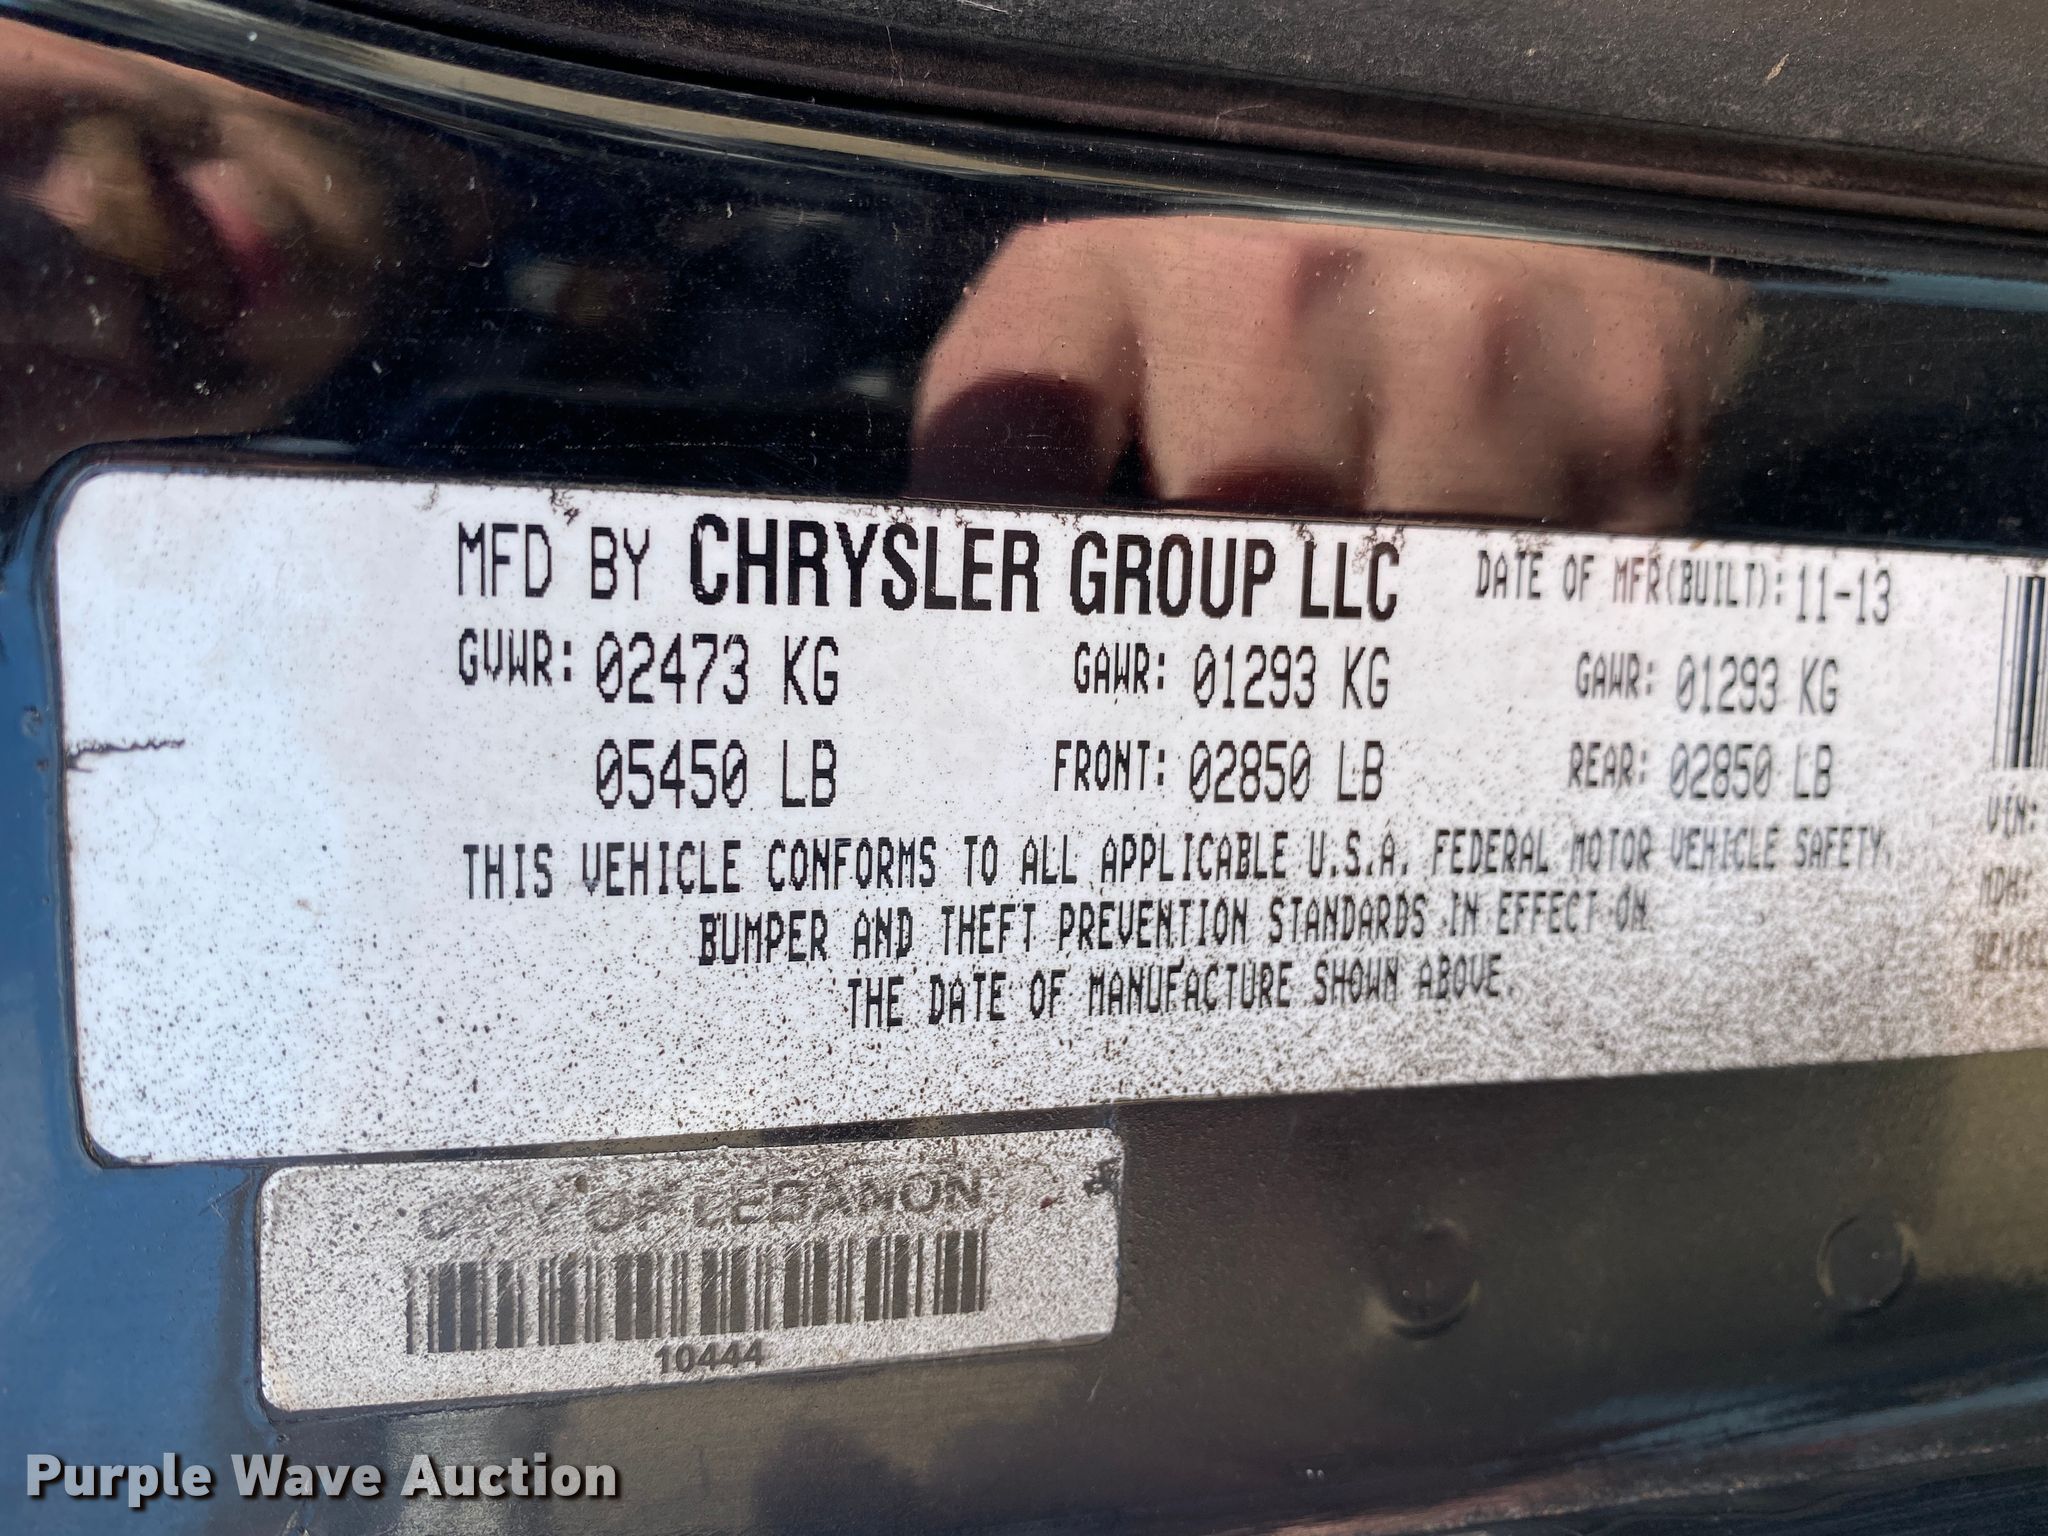 MFD BY CHRYSLER GROUP LLC DATE OF MFR(BUILT): 11-13
GVWR: 02473 KG GAWR: 01293 KG GAWR: 01293 KG
05450 LB FRONT: 02850 LB REAR: 02850 LB
VIN:
THIS VEHICLE CONFORMS TO ALL APPLICABLE U.S.A. FEDERAL MOTOR VEHICLE SAFETY,
MDH:
BUMPER AND THEFT PREVENTION STANDARDS IN EFFECT ON
THE DATE OF MANUFACTURE SHOWN ABOVE.
CITY OF LEBANON
10444
Purple Wave Auction